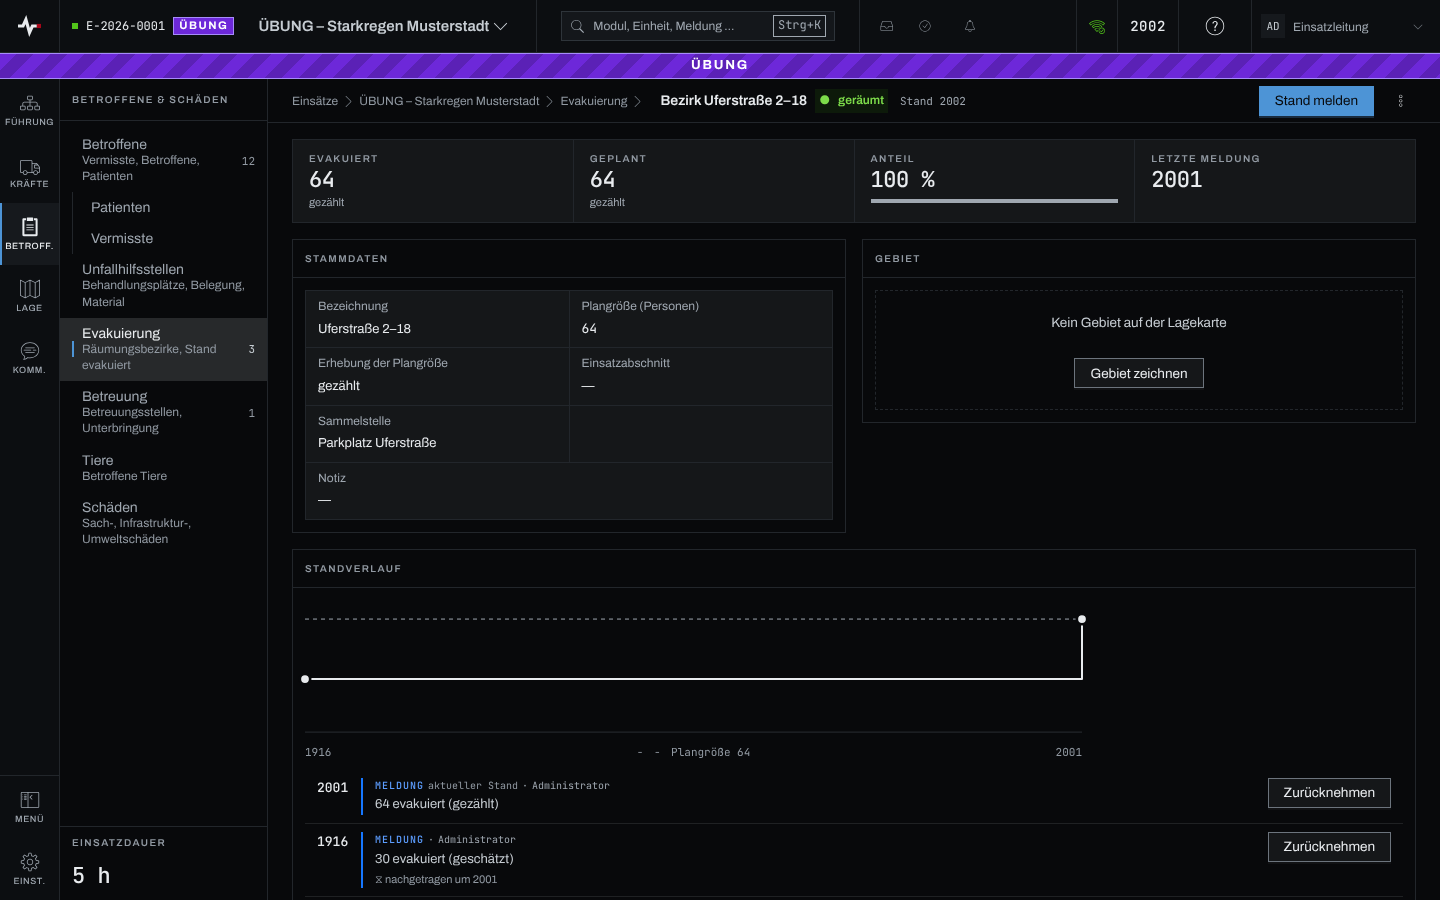 E-2026-0001 ÜBUNG ÜBUNG – Starkregen Musterstadt Modul, Einheit, Meldung ... Strg+K 2002 ? AD Einsatzleitung
ÜBUNG
FÜHRUNG
KRÄFTE
BETROFF.
LAGE
KOMM.
MENÜ
EINST.
BETROFFENE & SCHÄDEN
Betroffene
Vermisste, Betroffene, 12
Patienten
Patienten
Vermisste
Unfallhilfsstellen
Behandlungsplätze, Belegung,
Material
Evakuierung
Räumungsbezirke, Stand 3
evakuiert
Betreuung
Betreuungsstellen, 1
Unterbringung
Tiere
Betroffene Tiere
Schäden
Sach-, Infrastruktur-,
Umweltschäden
EINSATZDAUER
5 h
Einsätze ÜBUNG – Starkregen Musterstadt Evakuierung Bezirk Uferstraße 2–18 geräumt Stand 2002 Stand melden
EVAKUIERT
64
gezählt
GEPLANT
64
gezählt
ANTEIL
100 %
LETZTE MELDUNG
2001
STAMMDATEN
Bezeichnung
Uferstraße 2–18
Plangröße (Personen)
64
Erhebung der Plangröße
gezählt
Einsatzabschnitt
—
Sammelstelle
Parkplatz Uferstraße
Notiz
—
GEBIET
Kein Gebiet auf der Lagekarte
Gebiet zeichnen
STANDVERLAUF
1916 - - Plangröße 64 2001
2001 MELDUNG aktueller Stand · Administrator
64 evakuiert (gezählt)
Zurücknehmen
1916 MELDUNG · Administrator
30 evakuiert (geschätzt)
nachgetragen um 2001
Zurücknehmen